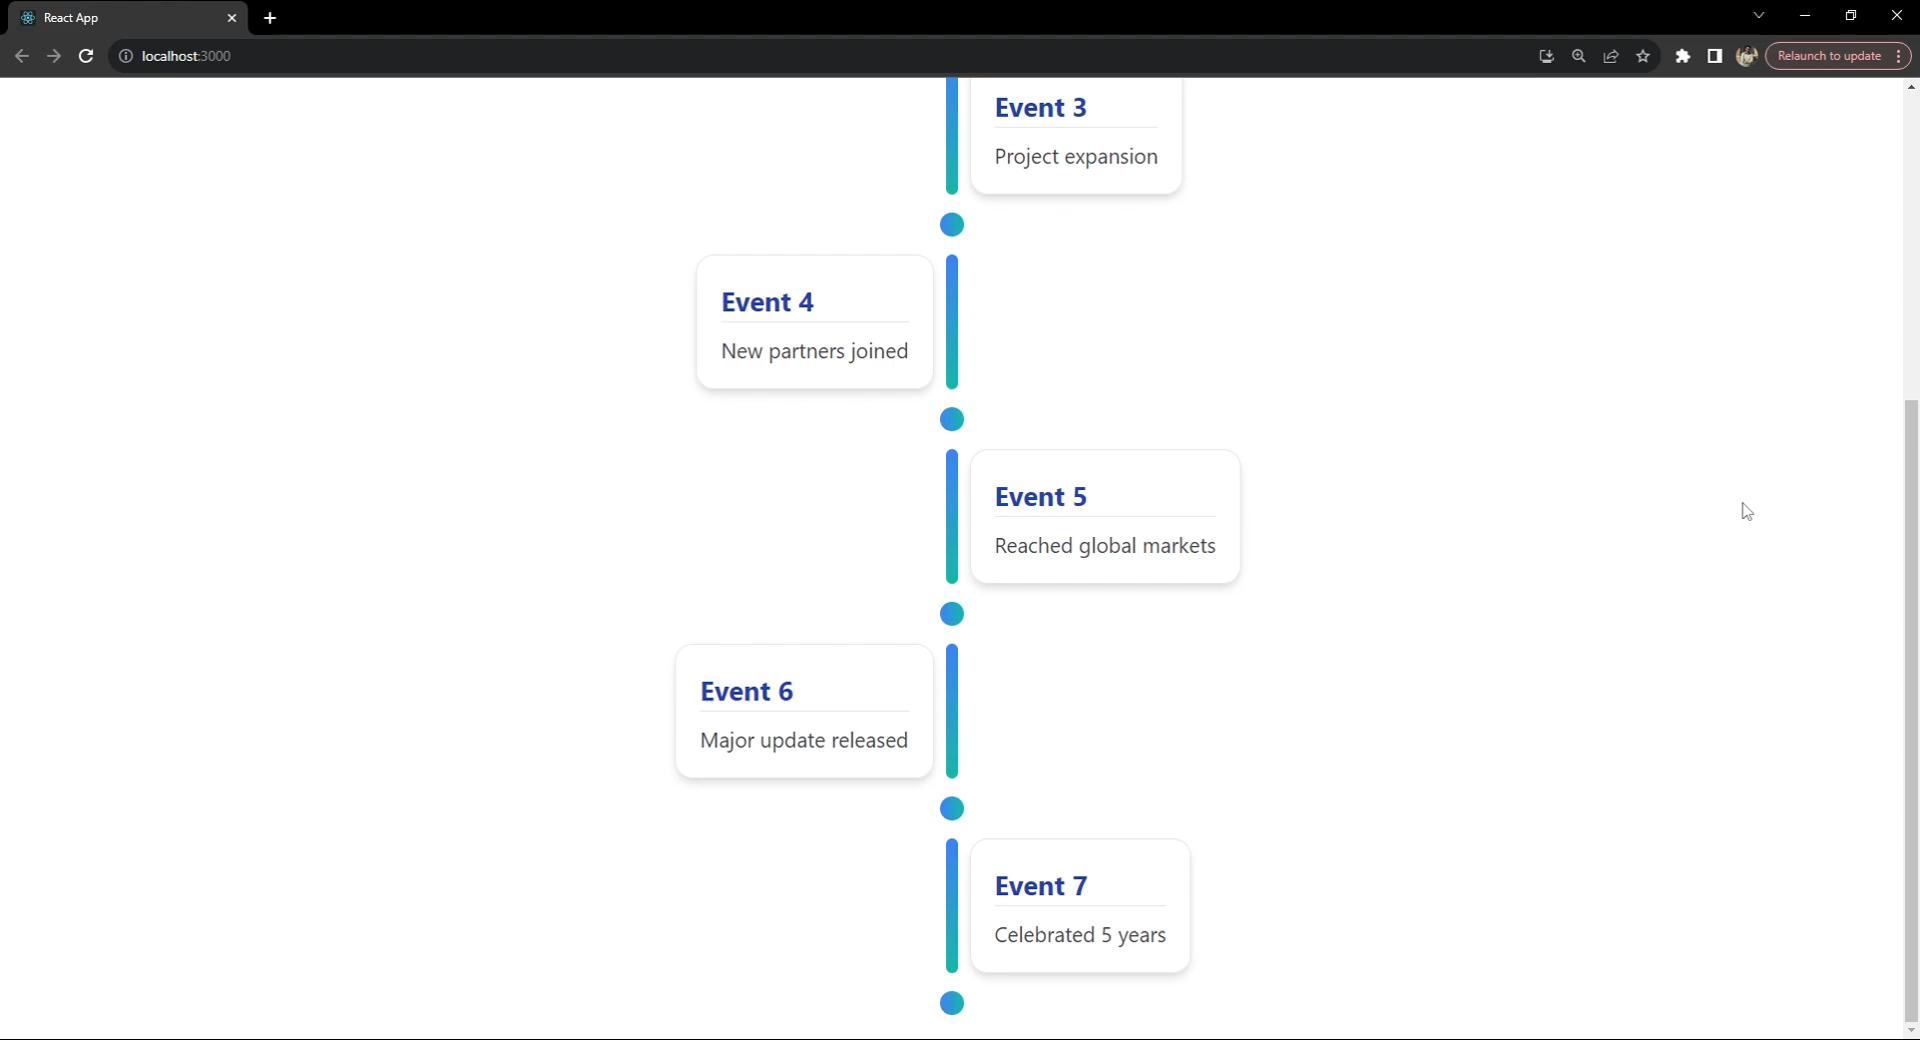 React App
localhost:3000
Relaunch to update
Event 3
Project expansion
Event 4
New partners joined
Event 5
Reached global markets
Event 6
Major update released
Event 7
Celebrated 5 years